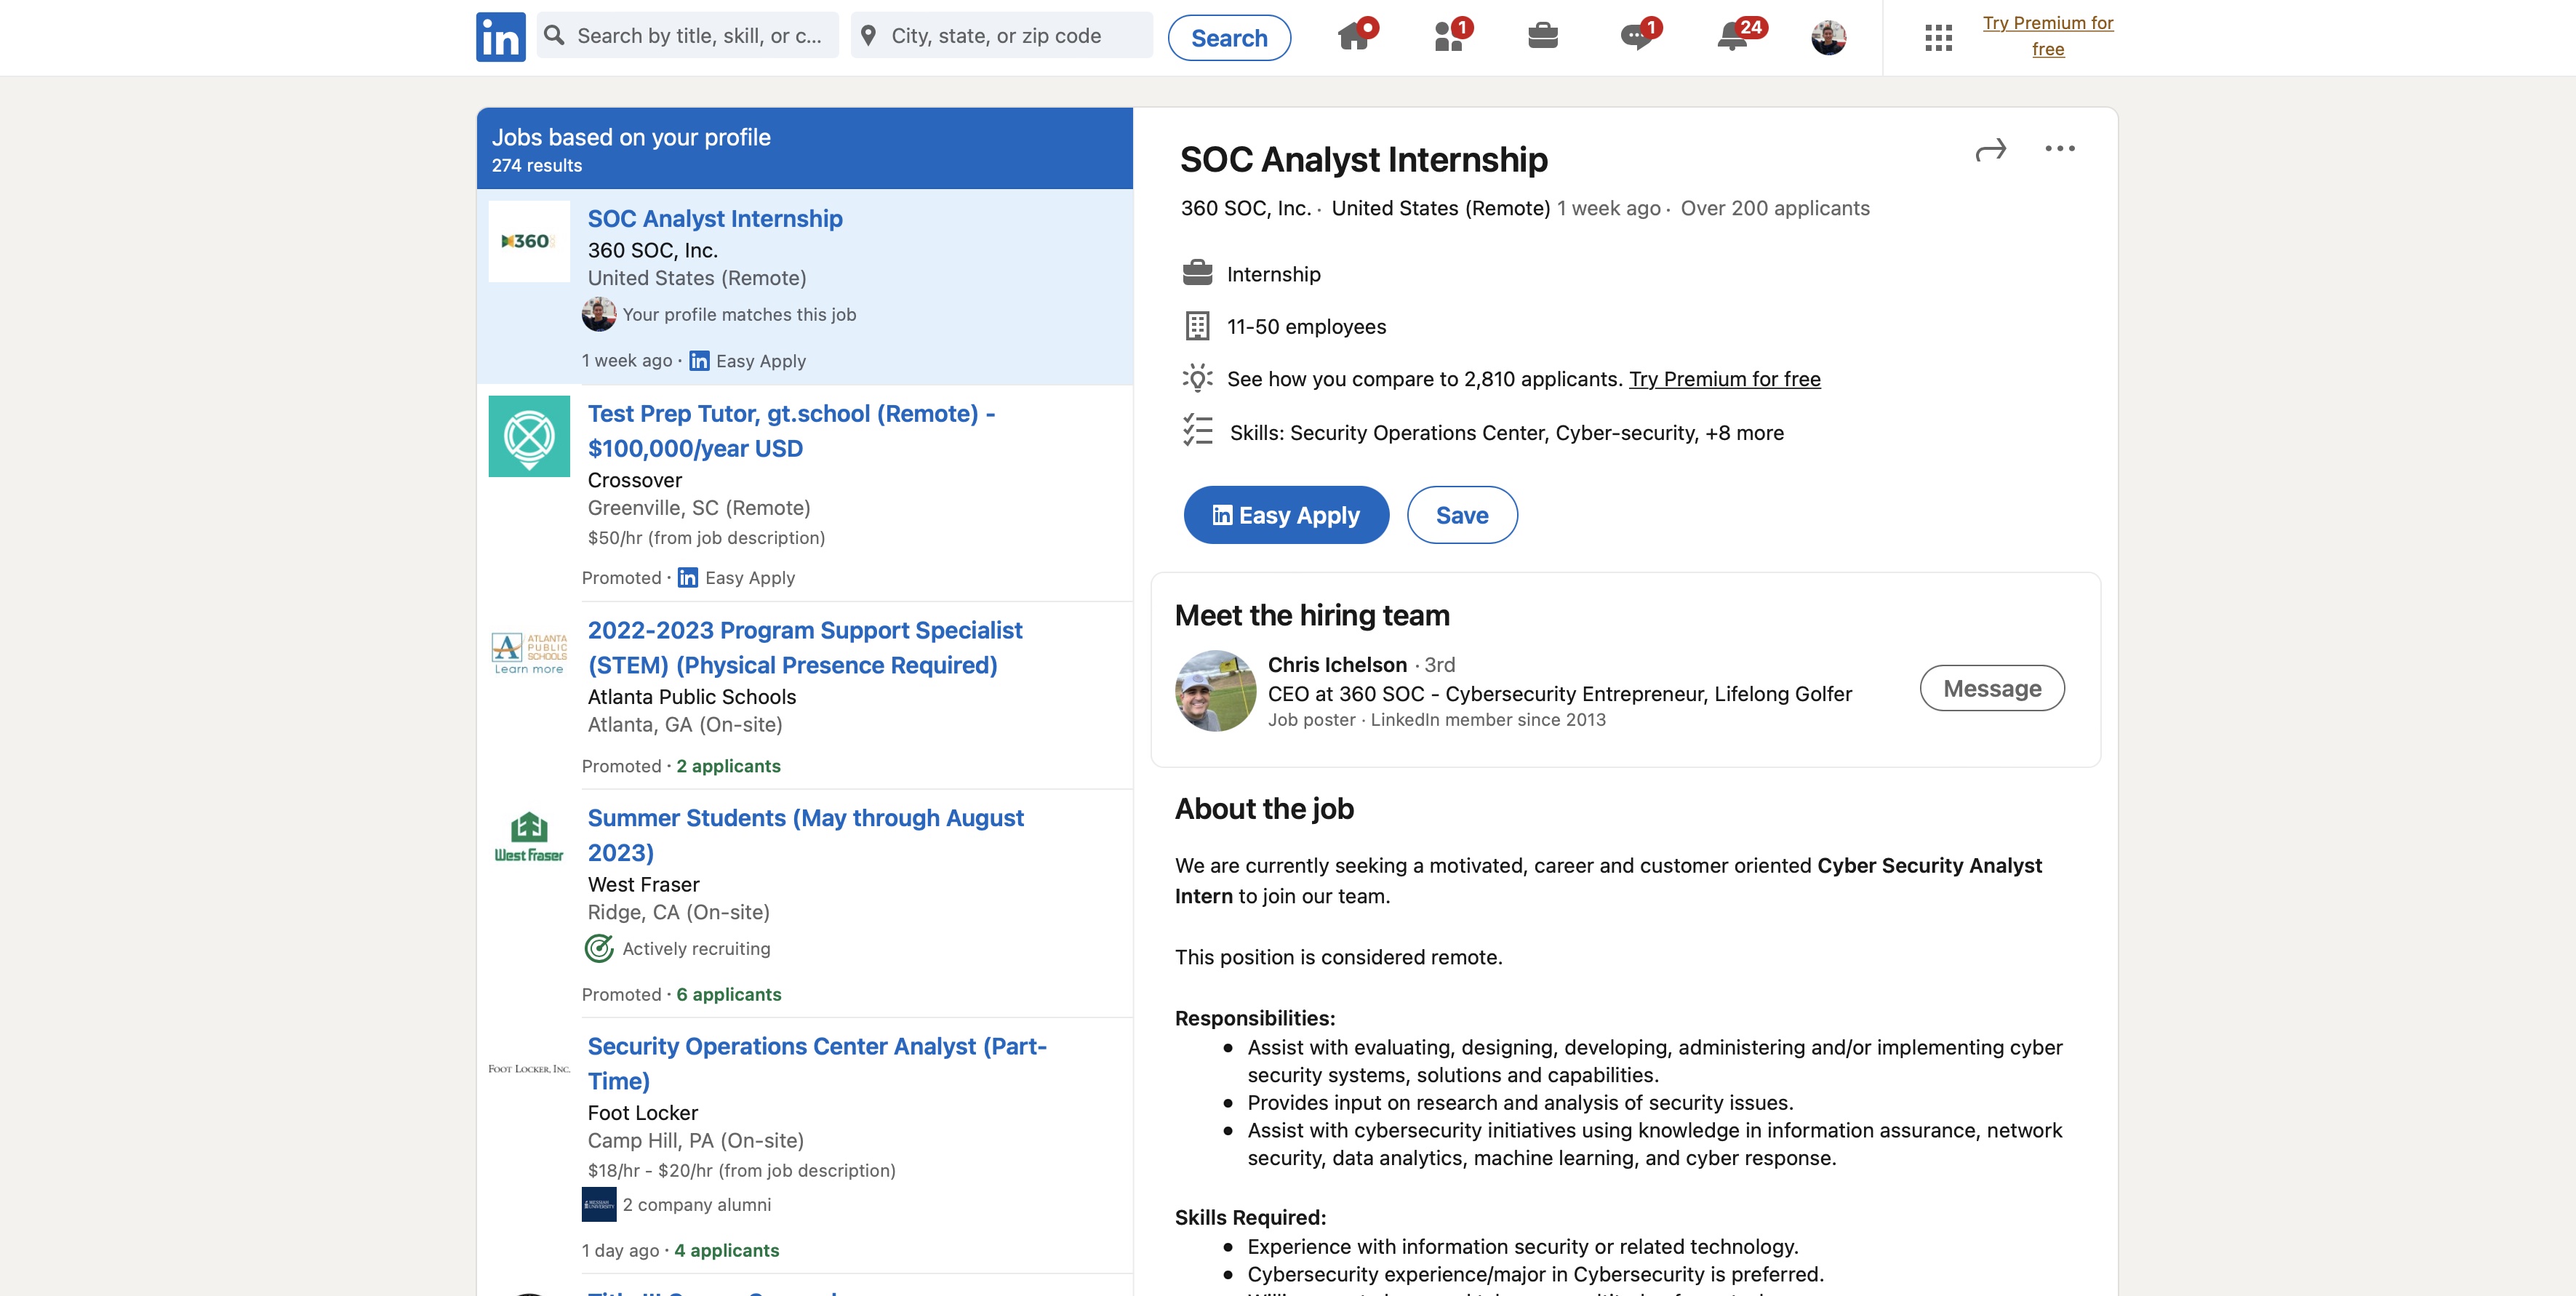 in
Search by title, skill, or c...
City, state, or zip code
Search
1
1
24
Try Premium for
free
Jobs based on your profile
274 results
360
SOC Analyst Internship
360 SOC, Inc.
United States (Remote)
Your profile matches this job
1 week ago · in Easy Apply
Test Prep Tutor, gt.school (Remote) -
$100,000/year USD
Crossover
Greenville, SC (Remote)
$50/hr (from job description)
Promoted · in Easy Apply
A ATLANTA
PUBLIC
SCHOOLS
Learn more
2022-2023 Program Support Specialist
(STEM) (Physical Presence Required)
Atlanta Public Schools
Atlanta, GA (On-site)
Promoted · 2 applicants
West Fraser
Summer Students (May through August
2023)
West Fraser
Ridge, CA (On-site)
Actively recruiting
Promoted · 6 applicants
FOOT LOCKER, INC.
Security Operations Center Analyst (Part-
Time)
Foot Locker
Camp Hill, PA (On-site)
$18/hr - $20/hr (from job description)
MESSIAH
UNIVERSITY
2 company alumni
1 day ago · 4 applicants
SOC Analyst Internship
360 SOC, Inc. · United States (Remote) 1 week ago · Over 200 applicants
Internship
11-50 employees
See how you compare to 2,810 applicants. Try Premium for free
Skills: Security Operations Center, Cyber-security, +8 more
in Easy Apply
Save
Meet the hiring team
Chris Ichelson · 3rd
CEO at 360 SOC - Cybersecurity Entrepreneur, Lifelong Golfer
Job poster · LinkedIn member since 2013
Message
About the job
We are currently seeking a motivated, career and customer oriented Cyber Security Analyst
Intern to join our team.
This position is considered remote.
Responsibilities:
● Assist with evaluating, designing, developing, administering and/or implementing cyber
security systems, solutions and capabilities.
● Provides input on research and analysis of security issues.
● Assist with cybersecurity initiatives using knowledge in information assurance, network
security, data analytics, machine learning, and cyber response.
Skills Required:
● Experience with information security or related technology.
● Cybersecurity experience/major in Cybersecurity is preferred.